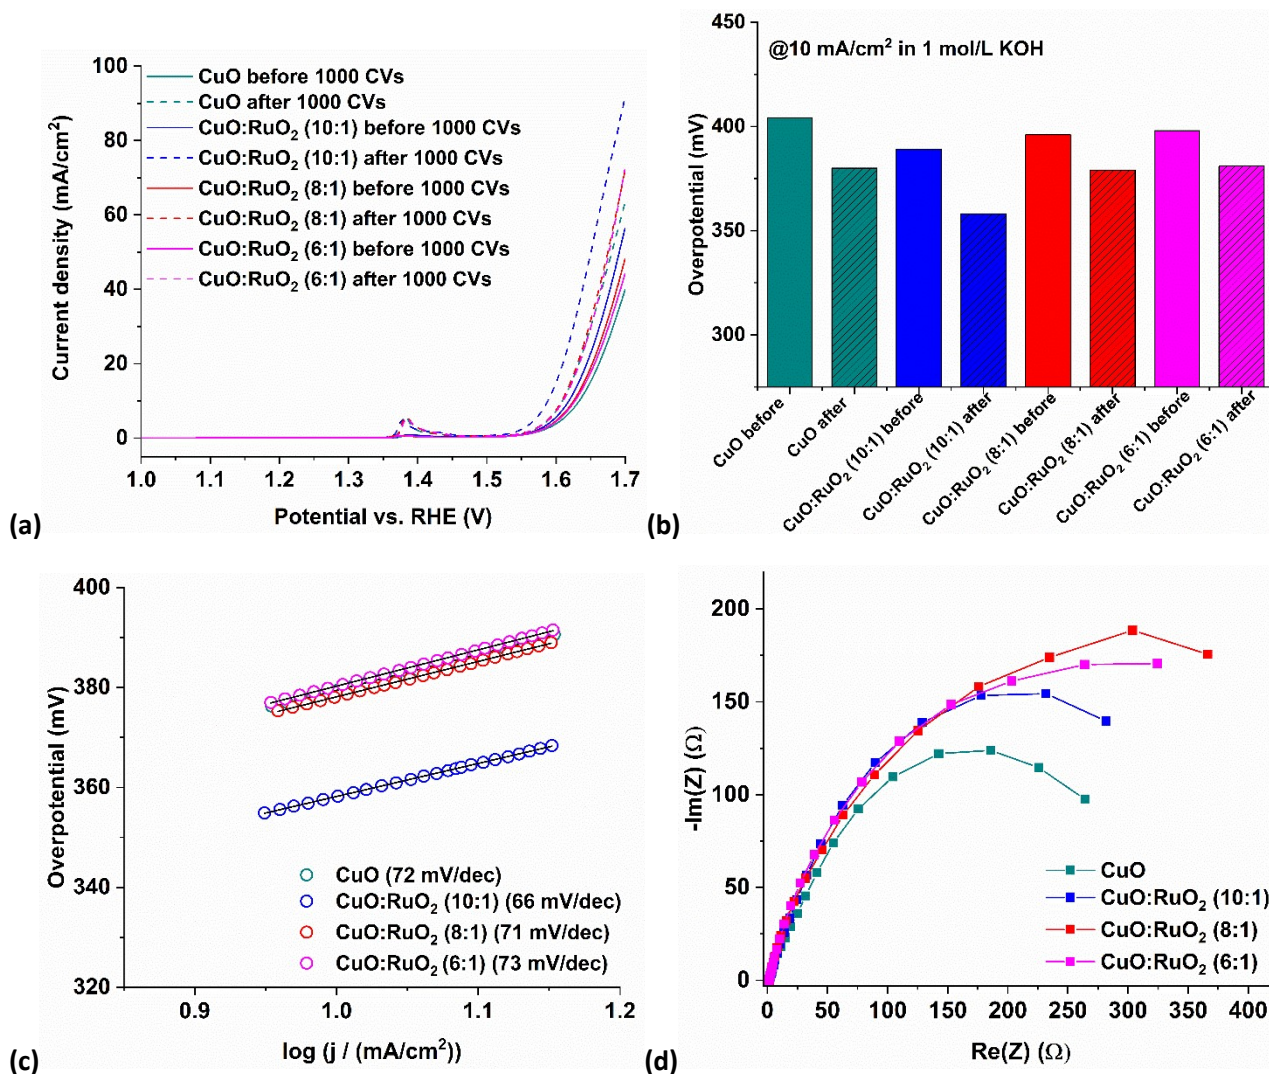 100
80
60
40
20
0
Current density (mA/cm²)
CuO before 1000 CVs
CuO after 1000 CVs
CuO:RuO₂ (10:1) before 1000 CVs
CuO:RuO₂ (10:1) after 1000 CVs
CuO:RuO₂ (8:1) before 1000 CVs
CuO:RuO₂ (8:1) after 1000 CVs
CuO:RuO₂ (6:1) before 1000 CVs
CuO:RuO₂ (6:1) after 1000 CVs
1.0 1.1 1.2 1.3 1.4 1.5 1.6 1.7
Potential vs. RHE (V)
(a)
450
400
350
300
Overpotential (mV)
@10 mA/cm² in 1 mol/L KOH
CuO before
CuO after
CuO:RuO₂ (10:1) before
CuO:RuO₂ (10:1) after
CuO:RuO₂ (8:1) before
CuO:RuO₂ (8:1) after
CuO:RuO₂ (6:1) before
CuO:RuO₂ (6:1) after
(b)
400
380
360
340
320
Overpotential (mV)
CuO (72 mV/dec)
CuO:RuO₂ (10:1) (66 mV/dec)
CuO:RuO₂ (8:1) (71 mV/dec)
CuO:RuO₂ (6:1) (73 mV/dec)
0.9 1.0 1.1 1.2
log (j / (mA/cm²))
(c)
200
150
100
50
0
-Im(Z) (Ω)
CuO
CuO:RuO₂ (10:1)
CuO:RuO₂ (8:1)
CuO:RuO₂ (6:1)
0 50 100 150 200 250 300 350 400
Re(Z) (Ω)
(d)